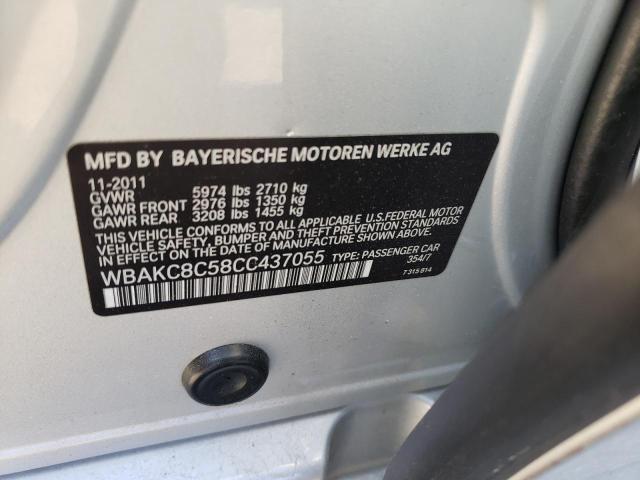 MFD BY BAYERISCHE MOTOREN WERKE AG
11-2011
GVWR 5974 lbs 2710 kg
GAWR FRONT 2976 lbs 1350 kg
GAWR REAR 3208 lbs 1455 kg
THIS VEHICLE CONFORMS TO ALL APPLICABLE U.S.FEDERAL MOTOR
VEHICLE SAFETY, BUMPER AND THEFT PREVENTION STANDARDS
IN EFFECT ON THE DATE OF MANUFACTURE SHOWN ABOVE.
WBAKC8C58CC437055 TYPE: PASSENGER CAR
354/7
7 315 814